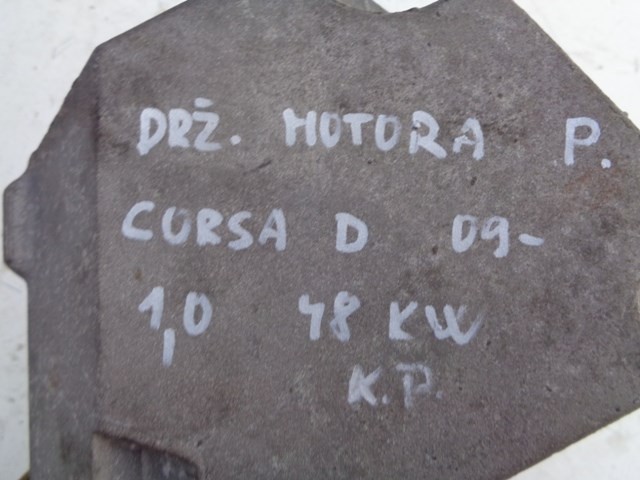 DRŽ. MOTORA P.
CORSA D 09-
1,0 48 KW
K.P.